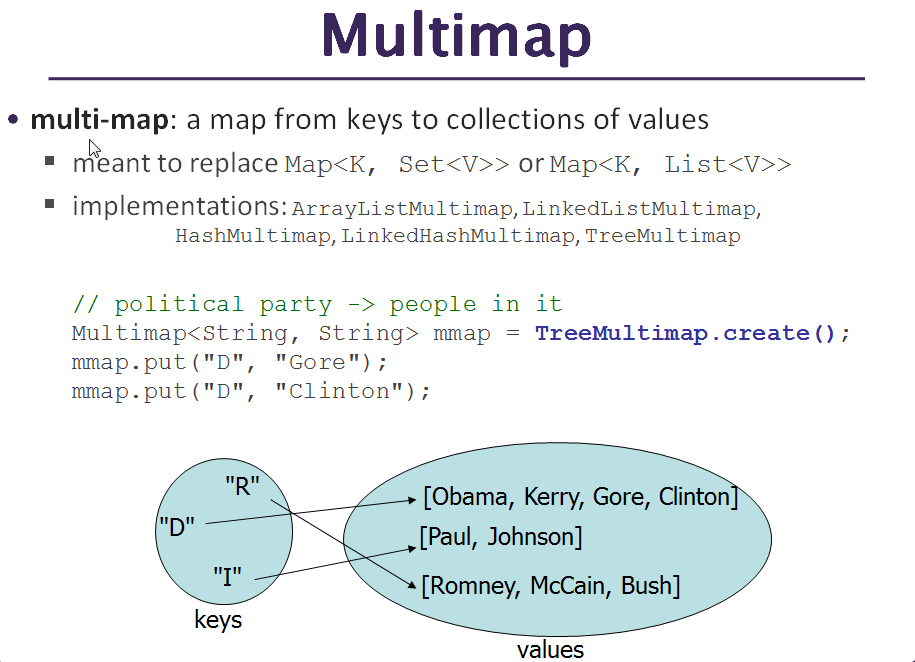 Multimap
• multi-map: a map from keys to collections of values
▪ meant to replace Map<K, Set<V>> or Map<K, List<V>>
▪ implementations: ArrayListMultimap, LinkedListMultimap,
HashMultimap, LinkedHashMultimap, TreeMultimap
// political party -> people in it
Multimap<String, String> mmap = TreeMultimap.create();
mmap.put("D", "Gore");
mmap.put("D", "Clinton");
"R"
"D"
"I"
keys
[Obama, Kerry, Gore, Clinton]
[Paul, Johnson]
[Romney, McCain, Bush]
values